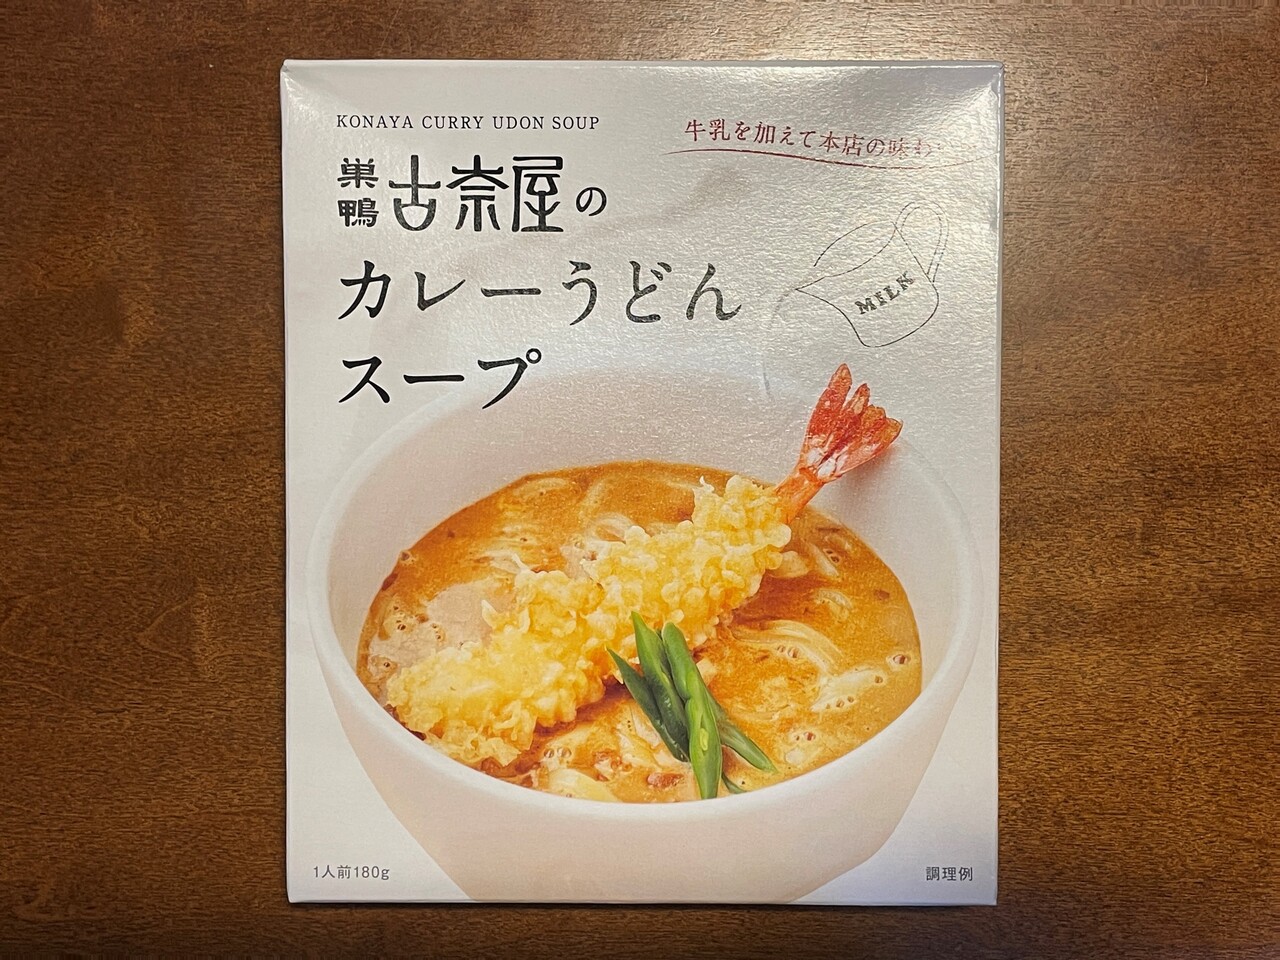 KONAYA CURRY UDON SOUP
牛乳を加えて本店の味わい
巣鴨 古奈屋の
カレーうどん
スープ
MILK
1人前180g
調理例